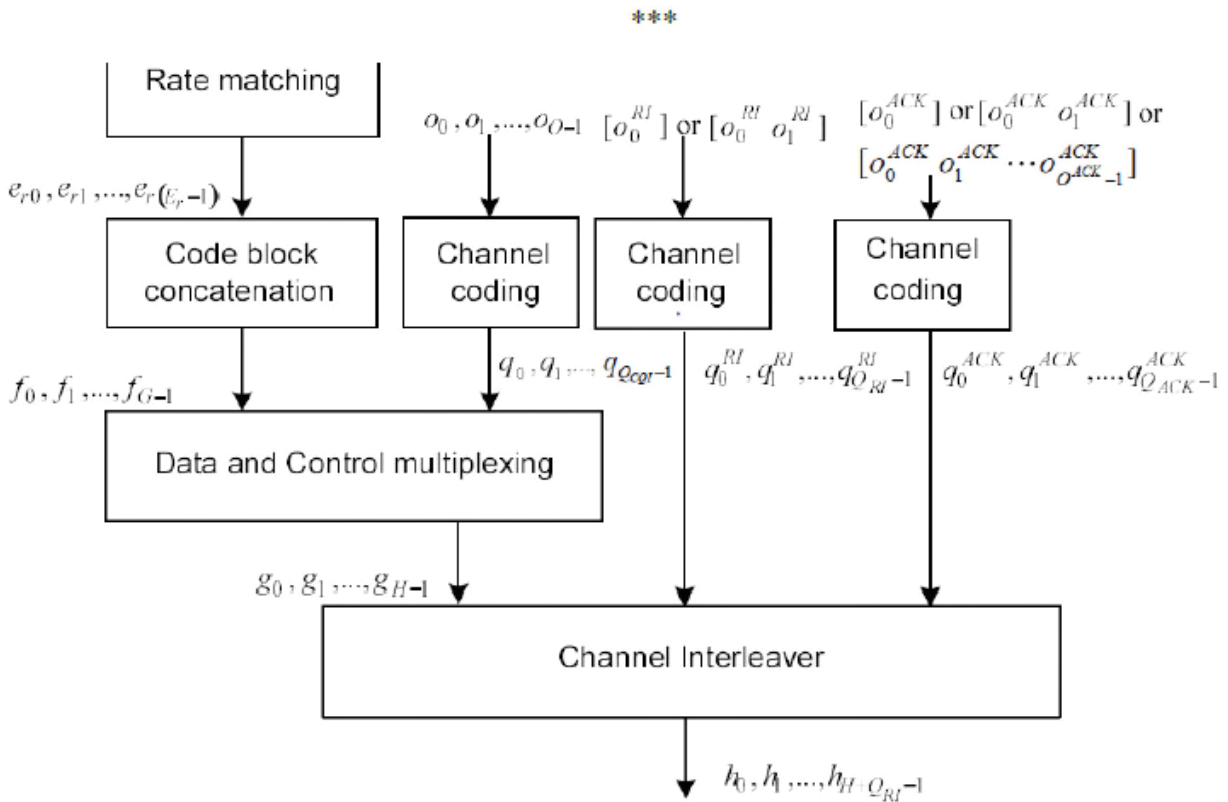 ***
Rate matching
o_0, o_1, ..., o_{O-1}
[o_0^{RI}] or [o_0^{RI} o_1^{RI}]
[o_0^{ACK}] or [o_0^{ACK} o_1^{ACK}] or
[o_0^{ACK} o_1^{ACK} ⋯ o_{O^{ACK}-1}^{ACK}]
e_{r0}, e_{r1}, ..., e_{r(E_r-1)}
Code block
concatenation
Channel
coding
Channel
coding
Channel
coding
f_0, f_1, ..., f_{G-1}
q_0, q_1, ..., q_{Q_{CQI}-1}
q_0^{RI}, q_1^{RI}, ..., q_{Q_{RI}-1}^{RI}
q_0^{ACK}, q_1^{ACK}, ..., q_{Q_{ACK}-1}^{ACK}
Data and Control multiplexing
g_0, g_1, ..., g_{H-1}
Channel Interleaver
h_0, h_1, ..., h_{H+Q_{RI}-1}